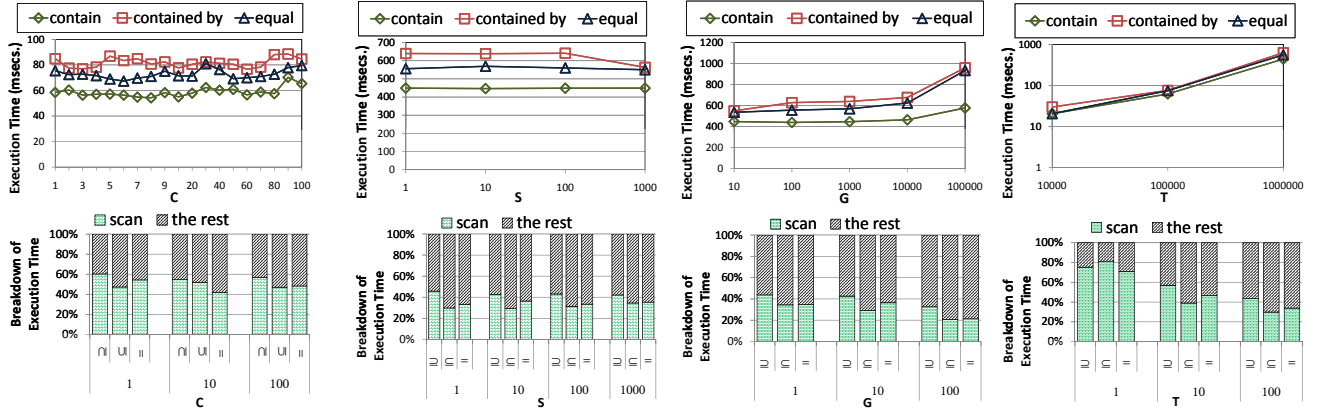 contain contained by equal
Execution Time (msecs.)
100
80
60
40
20
0
1 3 5 7 9 20 40 60 80 100
C
contain contained by equal
Execution Time (msecs.)
700
600
500
400
300
200
100
0
1 10 100 1000
S
contain contained by equal
Execution Time (msecs.)
1200
1000
800
600
400
200
0
10 100 1000 10000 100000
G
contain contained by equal
Execution Time (msecs.)
1000
100
10
1
10000 100000 1000000
T
scan the rest
Breakdown of
Execution Time
100%
80%
60%
40%
20%
0%
⊇ ⊆ = ⊇ ⊆ = ⊇ ⊆ =
1 10 100
C
scan the rest
Breakdown of
Execution Time
100%
80%
60%
40%
20%
0%
⊇ ⊆ = ⊇ ⊆ = ⊇ ⊆ = ⊇ ⊆ =
1 10 100 1000
S
scan the rest
Breakdown of
Execution Time
100%
80%
60%
40%
20%
0%
⊇ ⊆ = ⊇ ⊆ = ⊇ ⊆ =
1 10 100
G
scan the rest
Breakdown of
Execution Time
100%
80%
60%
40%
20%
0%
⊇ ⊆ = ⊇ ⊆ = ⊇ ⊆ =
1 10 100
T